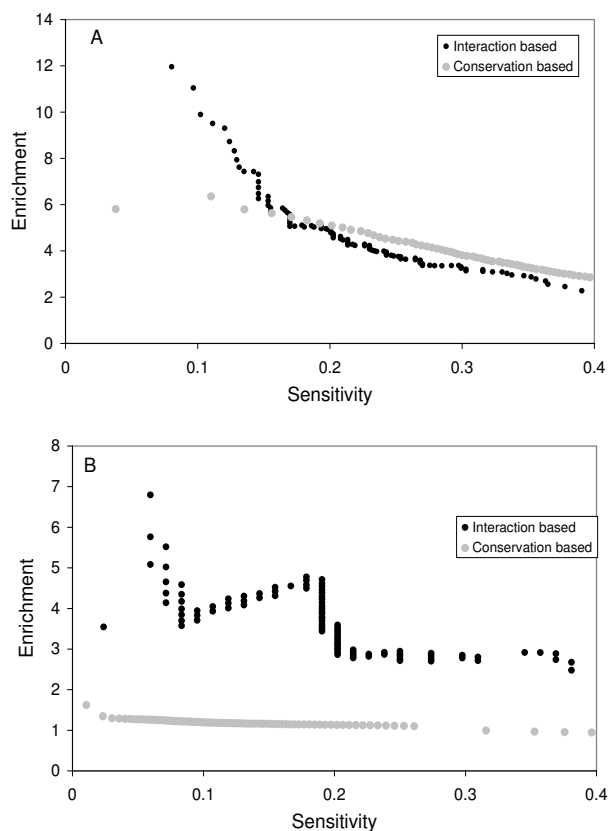 A
Interaction based
Conservation based
14
12
10
8
6
4
2
0
Enrichment
0 0.1 0.2 0.3 0.4
Sensitivity
B
Interaction based
Conservation based
8
7
6
5
4
3
2
1
0
Enrichment
0 0.1 0.2 0.3 0.4
Sensitivity